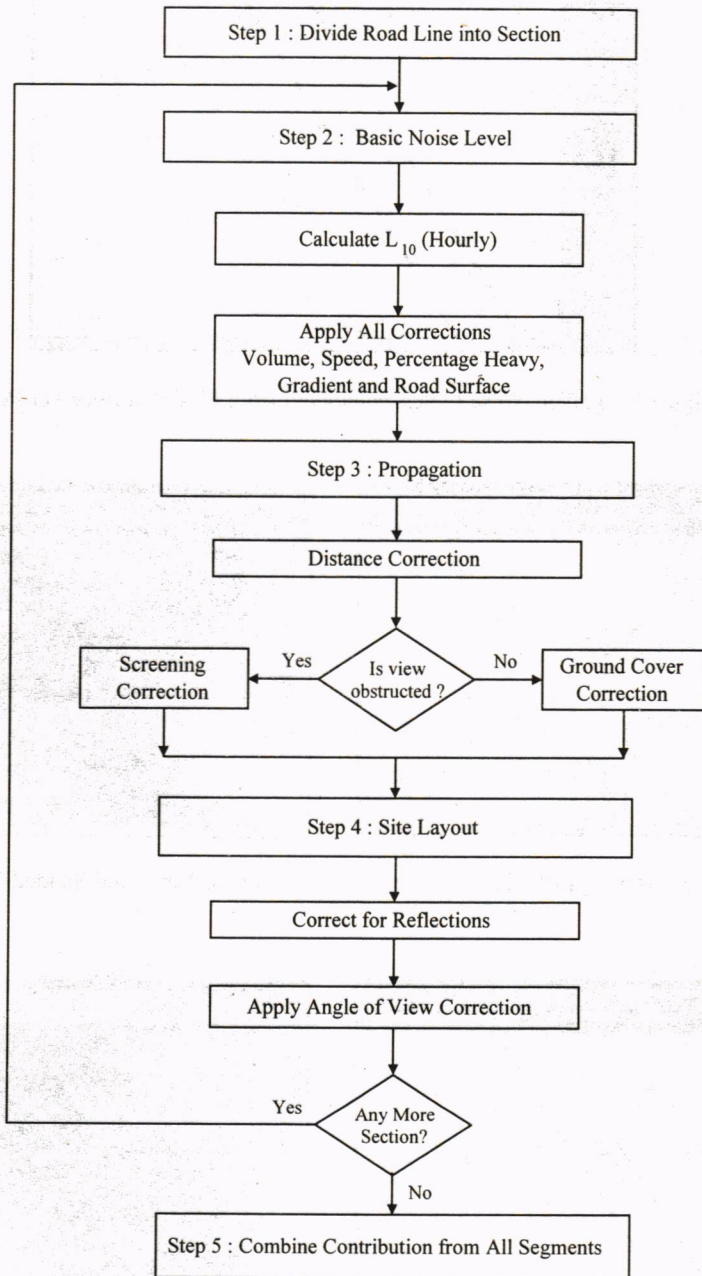 Step 1 : Divide Road Line into Section
Step 2 : Basic Noise Level
Calculate L10 (Hourly)
Apply All Corrections
Volume, Speed, Percentage Heavy,
Gradient and Road Surface
Step 3 : Propagation
Distance Correction
Screening
Correction
Yes
Is view
obstructed ?
No
Ground Cover
Correction
Step 4 : Site Layout
Correct for Reflections
Apply Angle of View Correction
Yes
Any More
Section?
No
Step 5 : Combine Contribution from All Segments